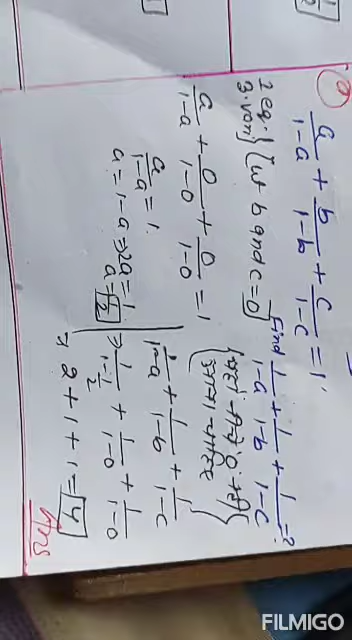 a/1-a + b/1-b + c/1-c = 1,
find 1/1-a + 1/1-b + 1/1-c = ?
1 eq.
3 vari } [Let b and c = 0]
a/1-a + 0/1-0 + 0/1-0 = 1
a/1-a = 1
a = 1-a ⇒ 2a = 1
a = 1/2
1/1-a + 1/1-b + 1/1-c
⇒ 1/1-1/2 + 1/1-0 + 1/1-0
⇒ 2 + 1 + 1 = 4
Ans
FILMIGO